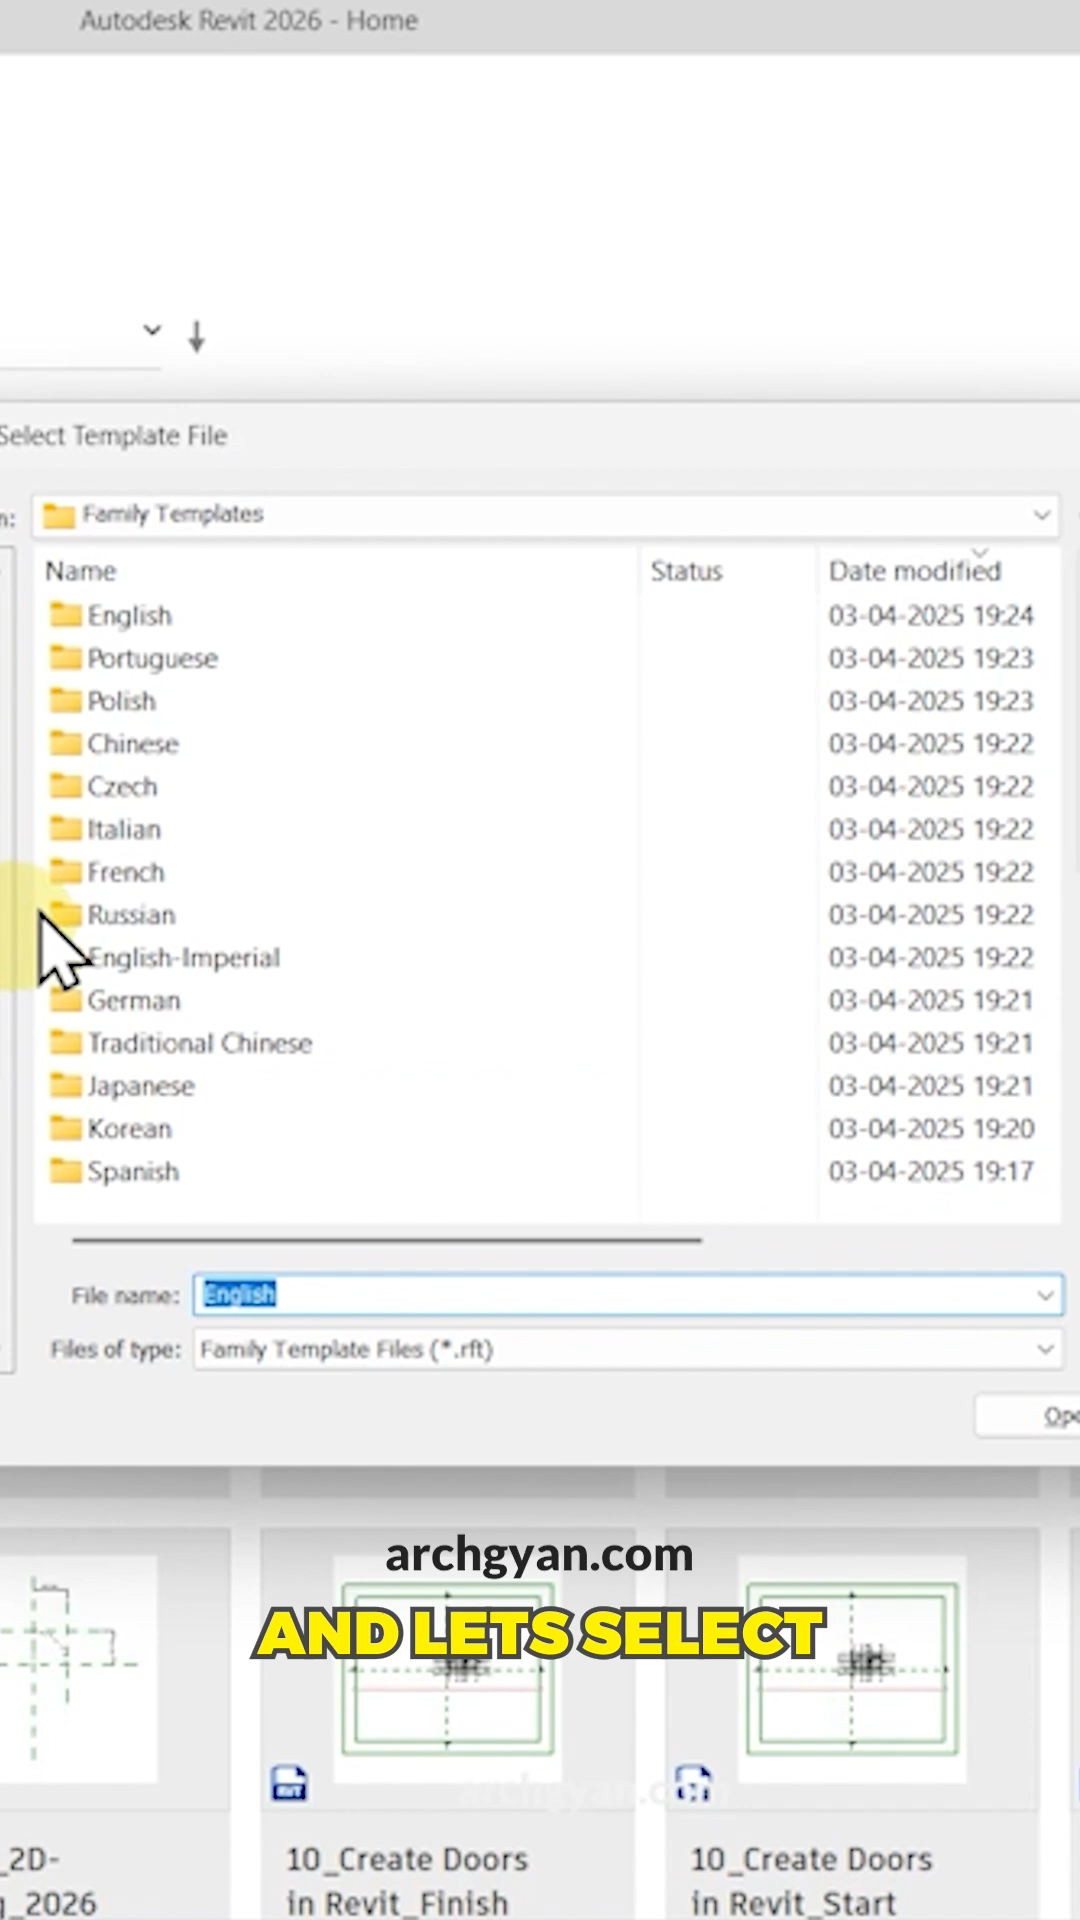 Autodesk Revit 2026 - Home
Select Template File
n: Family Templates
Name Status Date modified
English 03-04-2025 19:24
Portuguese 03-04-2025 19:23
Polish 03-04-2025 19:23
Chinese 03-04-2025 19:22
Czech 03-04-2025 19:22
Italian 03-04-2025 19:22
French 03-04-2025 19:22
Russian 03-04-2025 19:22
English-Imperial 03-04-2025 19:22
German 03-04-2025 19:21
Traditional Chinese 03-04-2025 19:21
Japanese 03-04-2025 19:21
Korean 03-04-2025 19:20
Spanish 03-04-2025 19:17
File name: English
Files of type: Family Template Files (*.rft)
Ope
archgyan.com
AND LETS SELECT
archgyan.com
_2D-
g_2026
10_Create Doors
in Revit_Finish
10_Create Doors
in Revit_Start